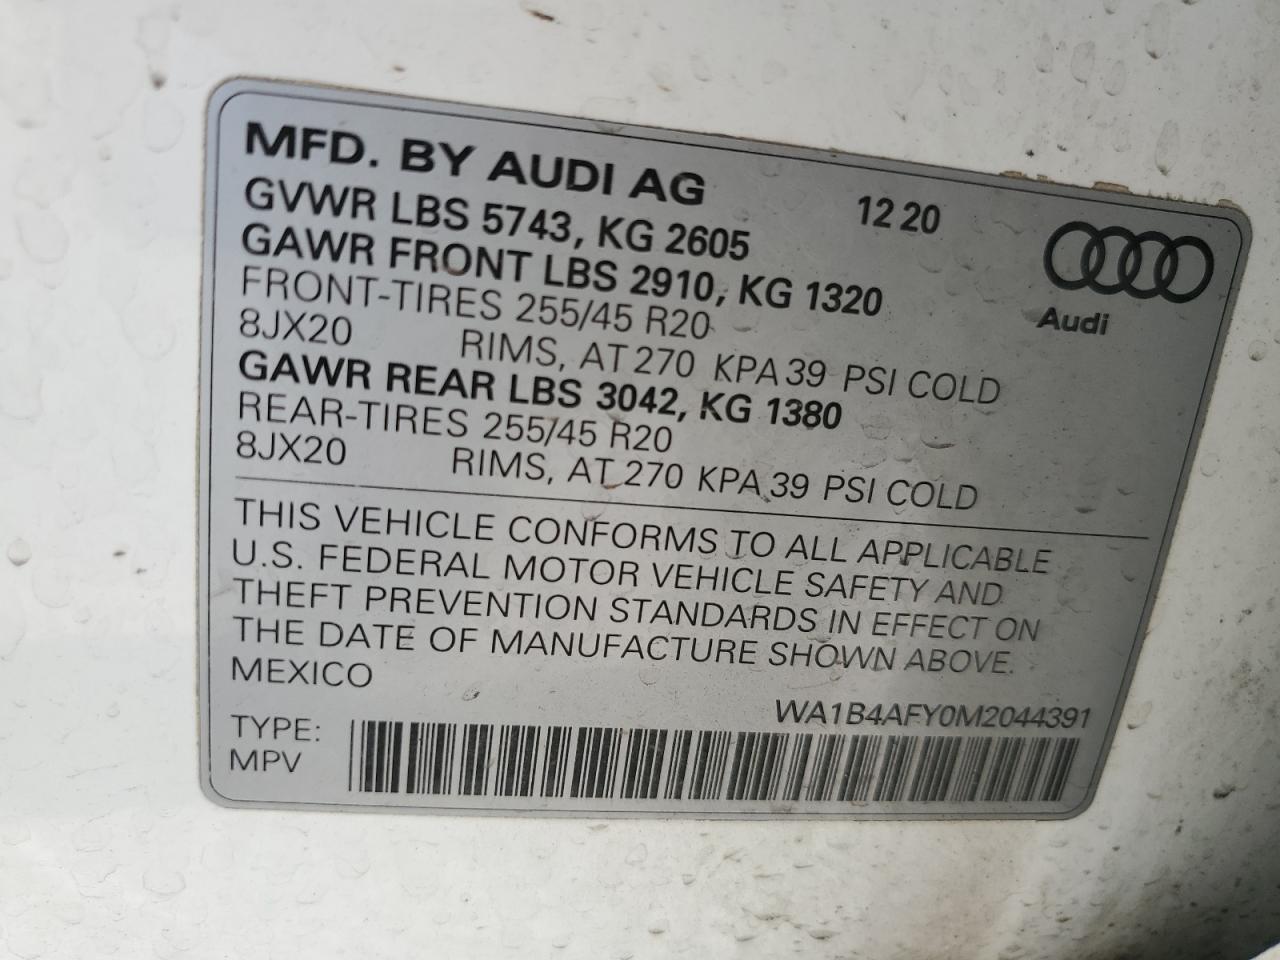 MFD. BY AUDI AG 12 20
GVWR LBS 5743, KG 2605
GAWR FRONT LBS 2910, KG 1320
Audi
FRONT-TIRES 255/45 R20
8JX20 RIMS, AT 270 KPA 39 PSI COLD
GAWR REAR LBS 3042, KG 1380
REAR-TIRES 255/45 R20
8JX20 RIMS, AT 270 KPA 39 PSI COLD
THIS VEHICLE CONFORMS TO ALL APPLICABLE
U.S. FEDERAL MOTOR VEHICLE SAFETY AND
THEFT PREVENTION STANDARDS IN EFFECT ON
THE DATE OF MANUFACTURE SHOWN ABOVE.
MEXICO
WA1B4AFY0M2044391
TYPE:
MPV